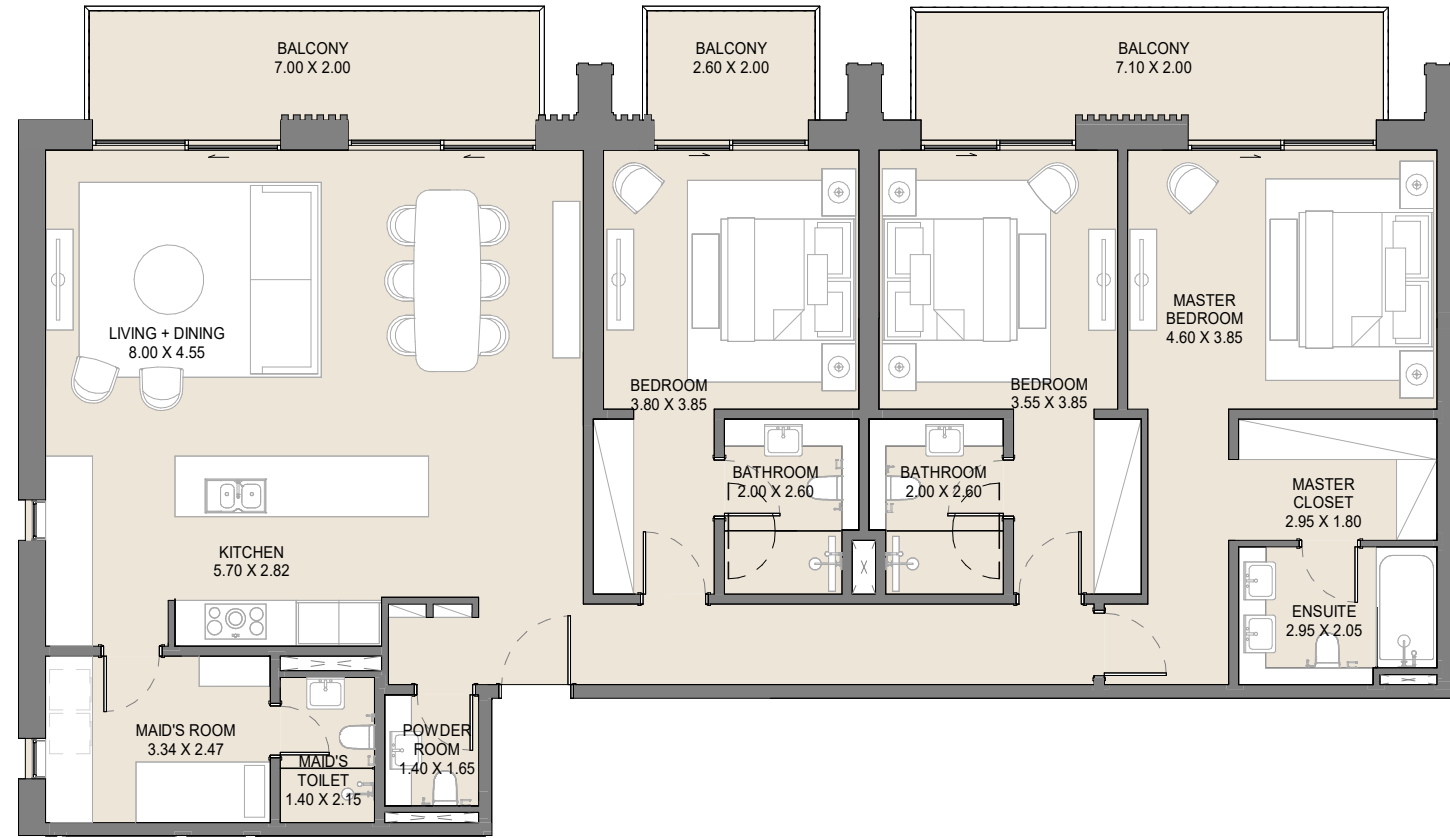 BALCONY
7.00 X 2.00
BALCONY
2.60 X 2.00
BALCONY
7.10 X 2.00
LIVING + DINING
8.00 X 4.55
BEDROOM
3.80 X 3.85
BEDROOM
3.55 X 3.85
MASTER
BEDROOM
4.60 X 3.85
BATHROOM
2.00 X 2.60
BATHROOM
2.00 X 2.60
MASTER
CLOSET
2.95 X 1.80
KITCHEN
5.70 X 2.82
ENSUITE
2.95 X 2.05
MAID'S ROOM
3.34 X 2.47
MAID'S
TOILET
1.40 X 2.15
POWDER
ROOM
1.40 X 1.65